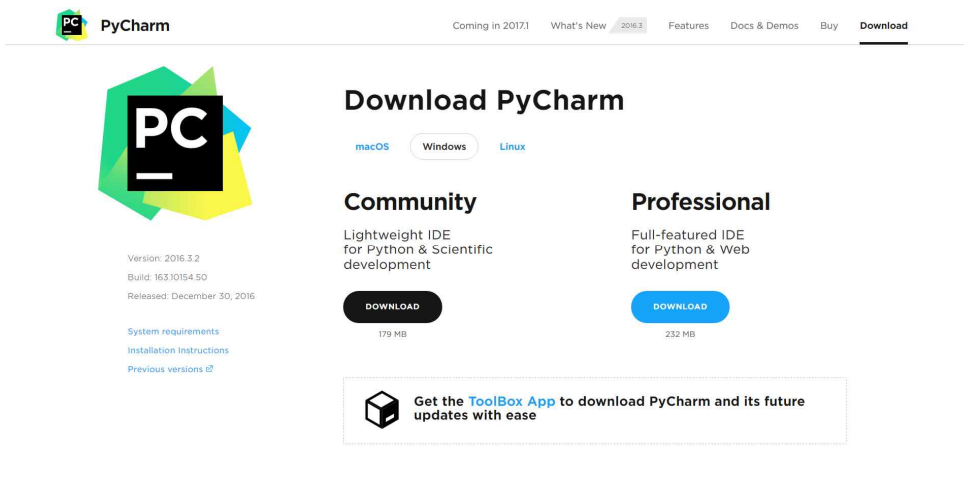 PC
PyCharm
Coming in 2017.1
What's New
2016.3
Features
Docs & Demos
Buy
Download
PC
Download PyCharm
macOS
Windows
Linux
Community
Lightweight IDE
for Python & Scientific
development
DOWNLOAD
179 MB
Professional
Full-featured IDE
for Python & Web
development
DOWNLOAD
232 MB
Version: 2016.3.2
Build: 163.10154.50
Released: December 30, 2016
System requirements
Installation Instructions
Previous versions
Get the ToolBox App to download PyCharm and its future
updates with ease